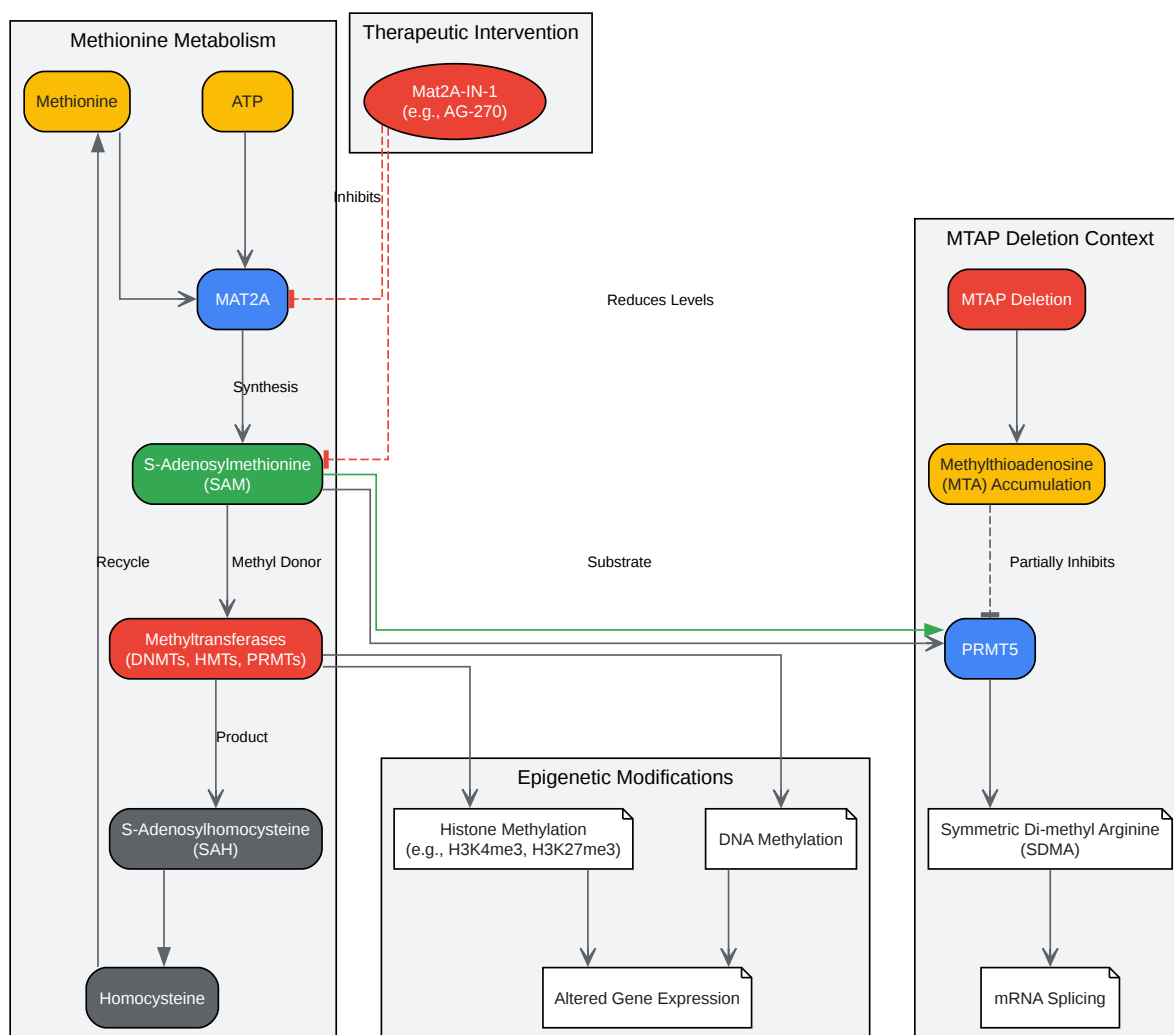 Methionine Metabolism
Methionine
ATP
MAT2A
Synthesis
S-Adenosylmethionine
(SAM)
Recycle
Methyl Donor
Methyltransferases
(DNMTs, HMTs, PRMTs)
Product
S-Adenosylhomocysteine
(SAH)
Homocysteine
Therapeutic Intervention
Mat2A-IN-1
(e.g., AG-270)
Inhibits
Reduces Levels
Substrate
Epigenetic Modifications
Histone Methylation
(e.g., H3K4me3, H3K27me3)
DNA Methylation
Altered Gene Expression
MTAP Deletion Context
MTAP Deletion
Methylthioadenosine
(MTA) Accumulation
Partially Inhibits
PRMT5
Symmetric Di-methyl Arginine
(SDMA)
mRNA Splicing